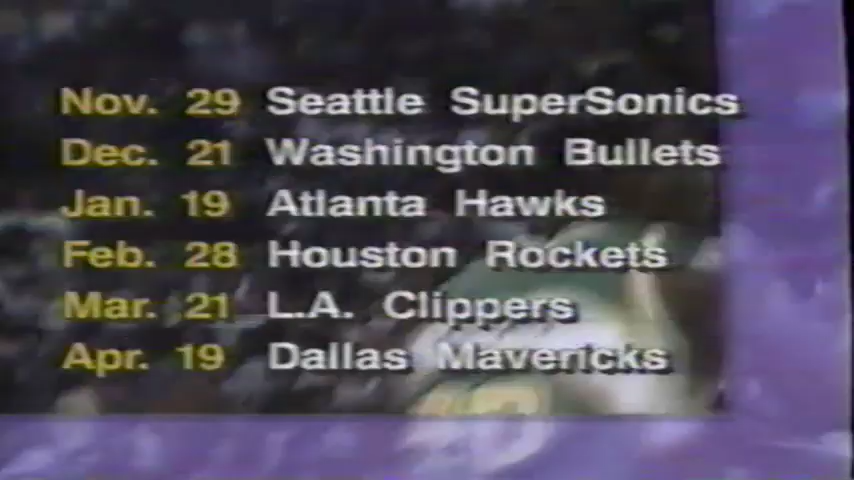 Nov. 29 Seattle SuperSonics
Dec. 21 Washington Bullets
Jan. 19 Atlanta Hawks
Feb. 28 Houston Rockets
Mar. 21 L.A. Clippers
Apr. 19 Dallas Mavericks